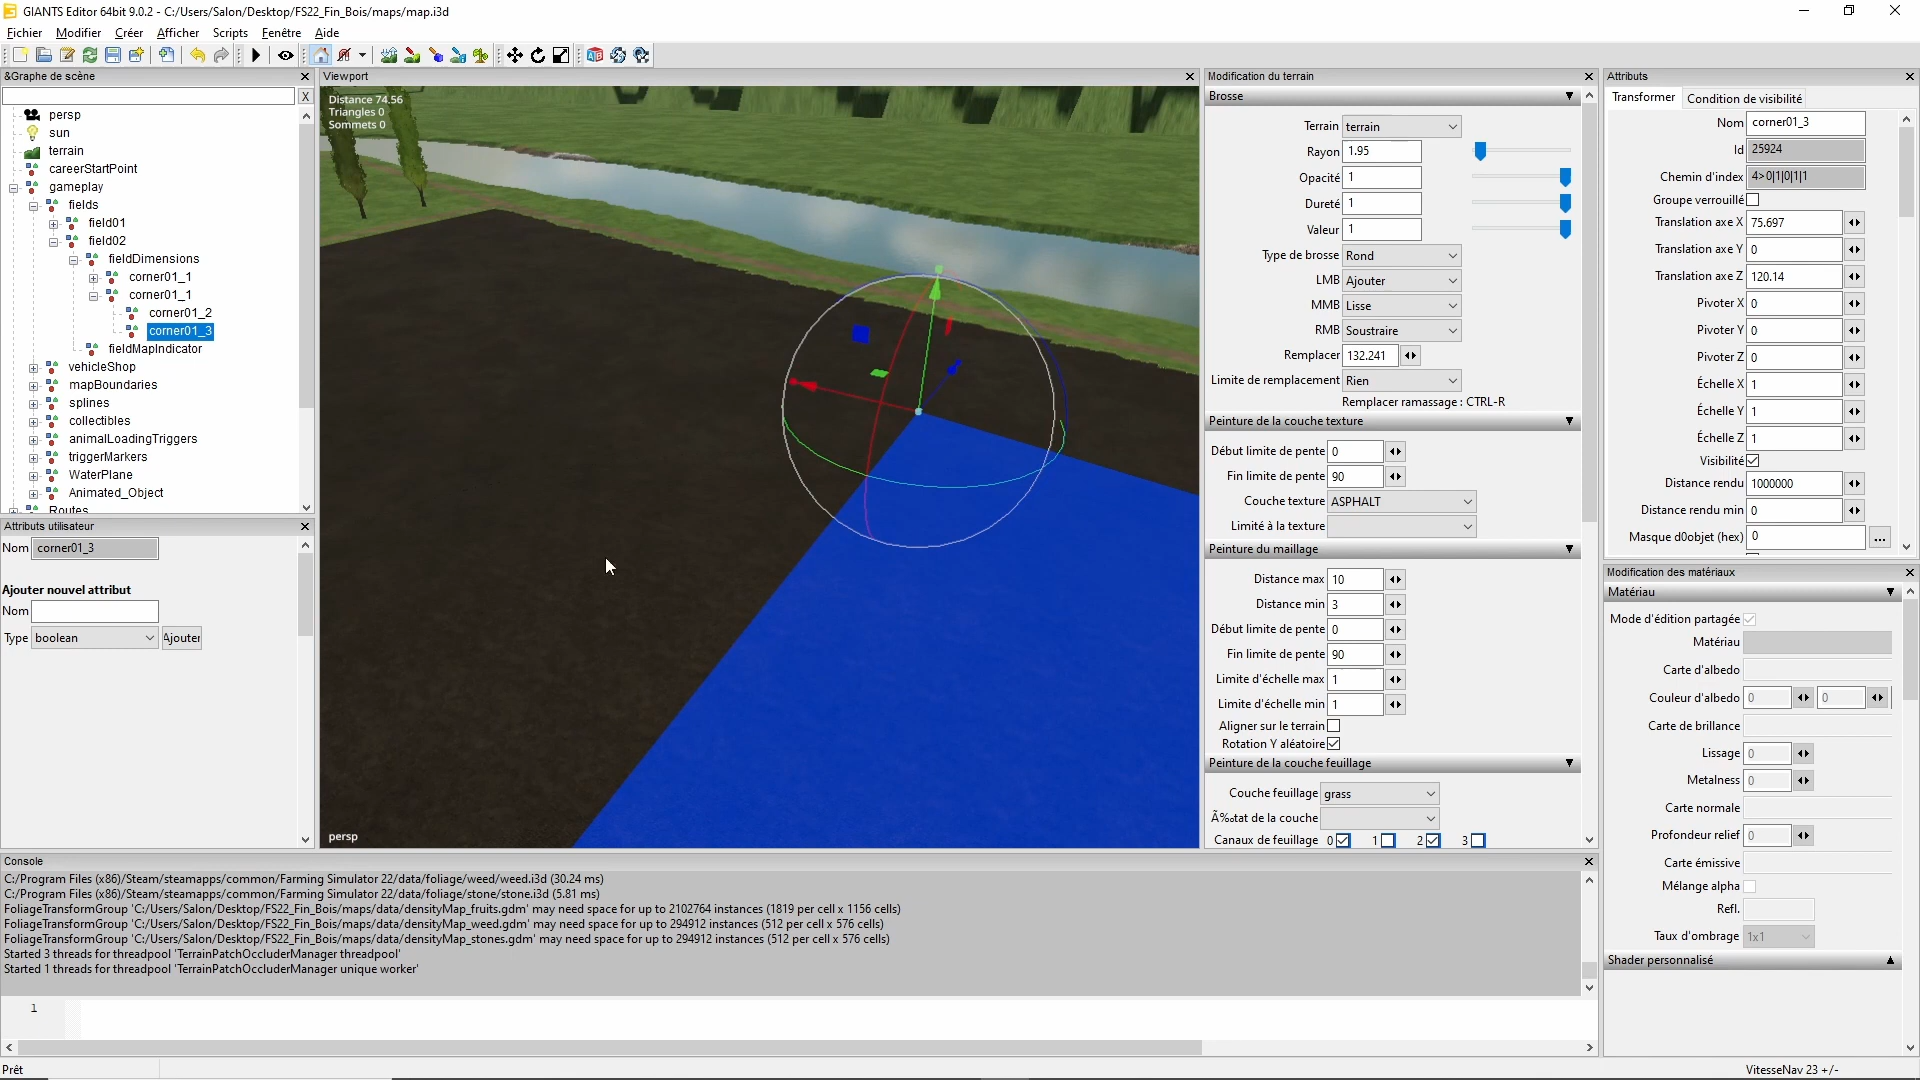 GIANTS Editor 64bit 9.0.2 - C:/Users/Salon/Desktop/FS22_Fin_Bois/maps/map.i3d
Fichier Modifier Créer Afficher Scripts Fenêtre Aide
&Graphe de scène
X
persp
sun
terrain
careerStartPoint
gameplay
fields
field01
field02
fieldDimensions
corner01_1
corner01_1
corner01_2
corner01_3
fieldMapIndicator
vehicleShop
mapBoundaries
splines
collectibles
animalLoadingTriggers
triggerMarkers
WaterPlane
Animated_Object
Routes
Attributs utilisateur
Nom corner01_3
Ajouter nouvel attribut
Nom
Type boolean Ajouter
Viewport
Distance 74.56
Triangles 0
Sommets 0
persp
Modification du terrain
Brosse
Terrain terrain
Rayon 1.95
Opacité 1
Dureté 1
Valeur 1
Type de brosse Rond
LMB Ajouter
MMB Lisse
RMB Soustraire
Remplacer 132.241
Limite de remplacement Rien
Remplacer ramassage : CTRL-R
Peinture de la couche texture
Début limite de pente 0
Fin limite de pente 90
Couche texture ASPHALT
Limité à la texture
Peinture du maillage
Distance max 10
Distance min 3
Début limite de pente 0
Fin limite de pente 90
Limite d'échelle max 1
Limite d'échelle min 1
Aligner sur le terrain
Rotation Y aléatoire
Peinture de la couche feuillage
Couche feuillage grass
Ã‰tat de la couche
Canaux de feuillage 0 1 2 3
Attributs
Transformer Condition de visibilité
Nom corner01_3
Id 25924
Chemin d'index 4>0|1|0|1|1
Groupe verrouillé
Translation axe X 75.697
Translation axe Y 0
Translation axe Z 120.14
Pivoter X 0
Pivoter Y 0
Pivoter Z 0
Échelle X 1
Échelle Y 1
Échelle Z 1
Visibilité
Distance rendu 1000000
Distance rendu min 0
Masque d0objet (hex) 0 ...
Modification des matériaux
Matériau
Mode d'édition partagée
Matériau
Carte d'albedo
Couleur d'albedo 0 0
Carte de brillance
Lissage 0
Metalness 0
Carte normale
Profondeur relief 0
Carte émissive
Mélange alpha
Refl.
Taux d'ombrage 1x1
Shader personnalisé
Console
C:/Program Files (x86)/Steam/steamapps/common/Farming Simulator 22/data/foliage/weed/weed.i3d (30.24 ms)
C:/Program Files (x86)/Steam/steamapps/common/Farming Simulator 22/data/foliage/stone/stone.i3d (5.81 ms)
FoliageTransformGroup 'C:/Users/Salon/Desktop/FS22_Fin_Bois/maps/data/densityMap_fruits.gdm' may need space for up to 2102764 instances (1819 per cell x 1156 cells)
FoliageTransformGroup 'C:/Users/Salon/Desktop/FS22_Fin_Bois/maps/data/densityMap_weed.gdm' may need space for up to 294912 instances (512 per cell x 576 cells)
FoliageTransformGroup 'C:/Users/Salon/Desktop/FS22_Fin_Bois/maps/data/densityMap_stones.gdm' may need space for up to 294912 instances (512 per cell x 576 cells)
Started 3 threads for threadpool 'TerrainPatchOccluderManager threadpool'
Started 1 threads for threadpool 'TerrainPatchOccluderManager unique worker'
1
Prêt
VitesseNav 23 +/-